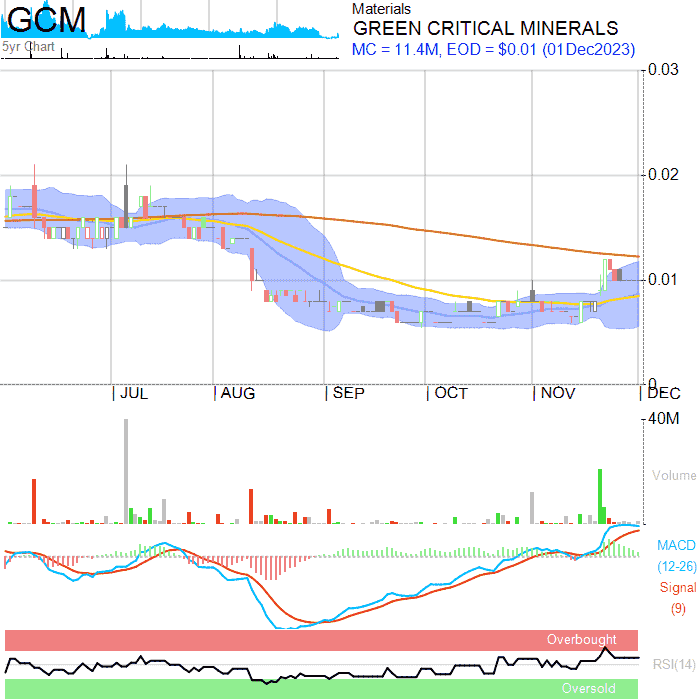 GCM
5yr Chart
Materials
GREEN CRITICAL MINERALS
MC = 11.4M, EOD = $0.01 (01Dec2023)
0.03
0.02
0.01
0
JUL AUG SEP OCT NOV DEC
40M
Volume
MACD
(12-26)
Signal
(9)
Overbought
RSI(14)
Oversold